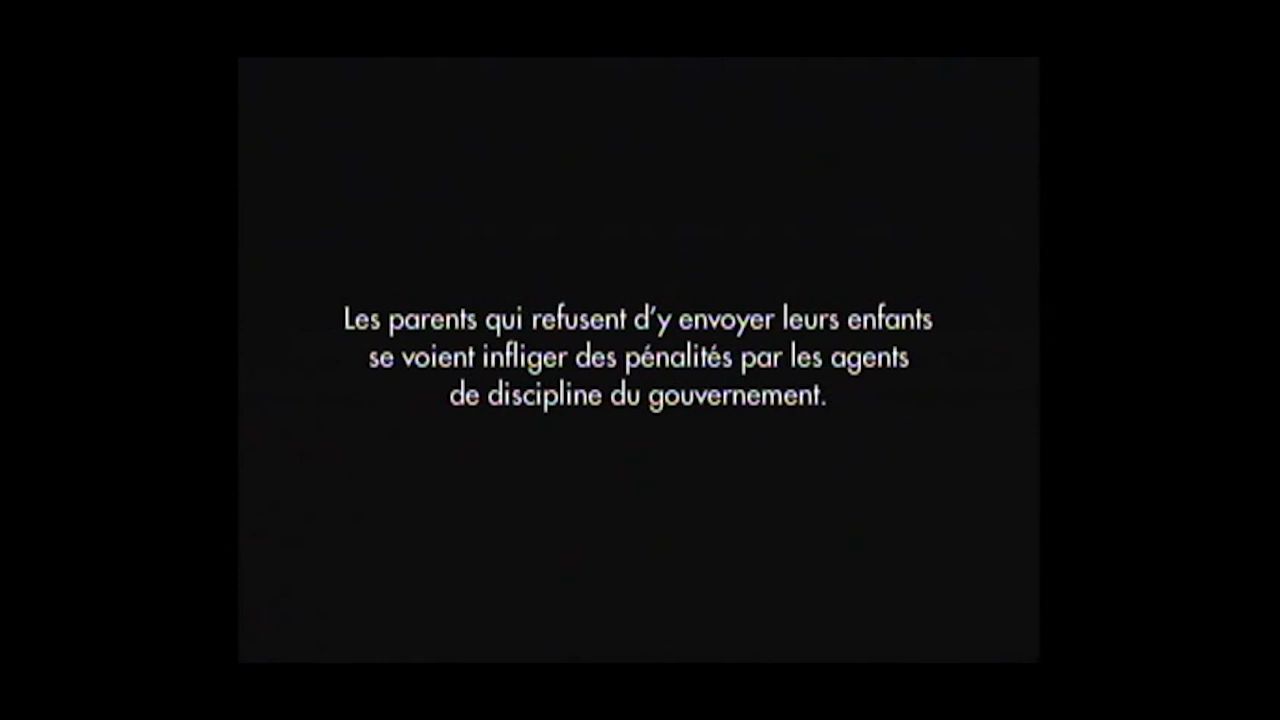 Les parents qui refusent d'y envoyer leurs enfants
se voient infliger des pénalités par les agents
de discipline du gouvernement.